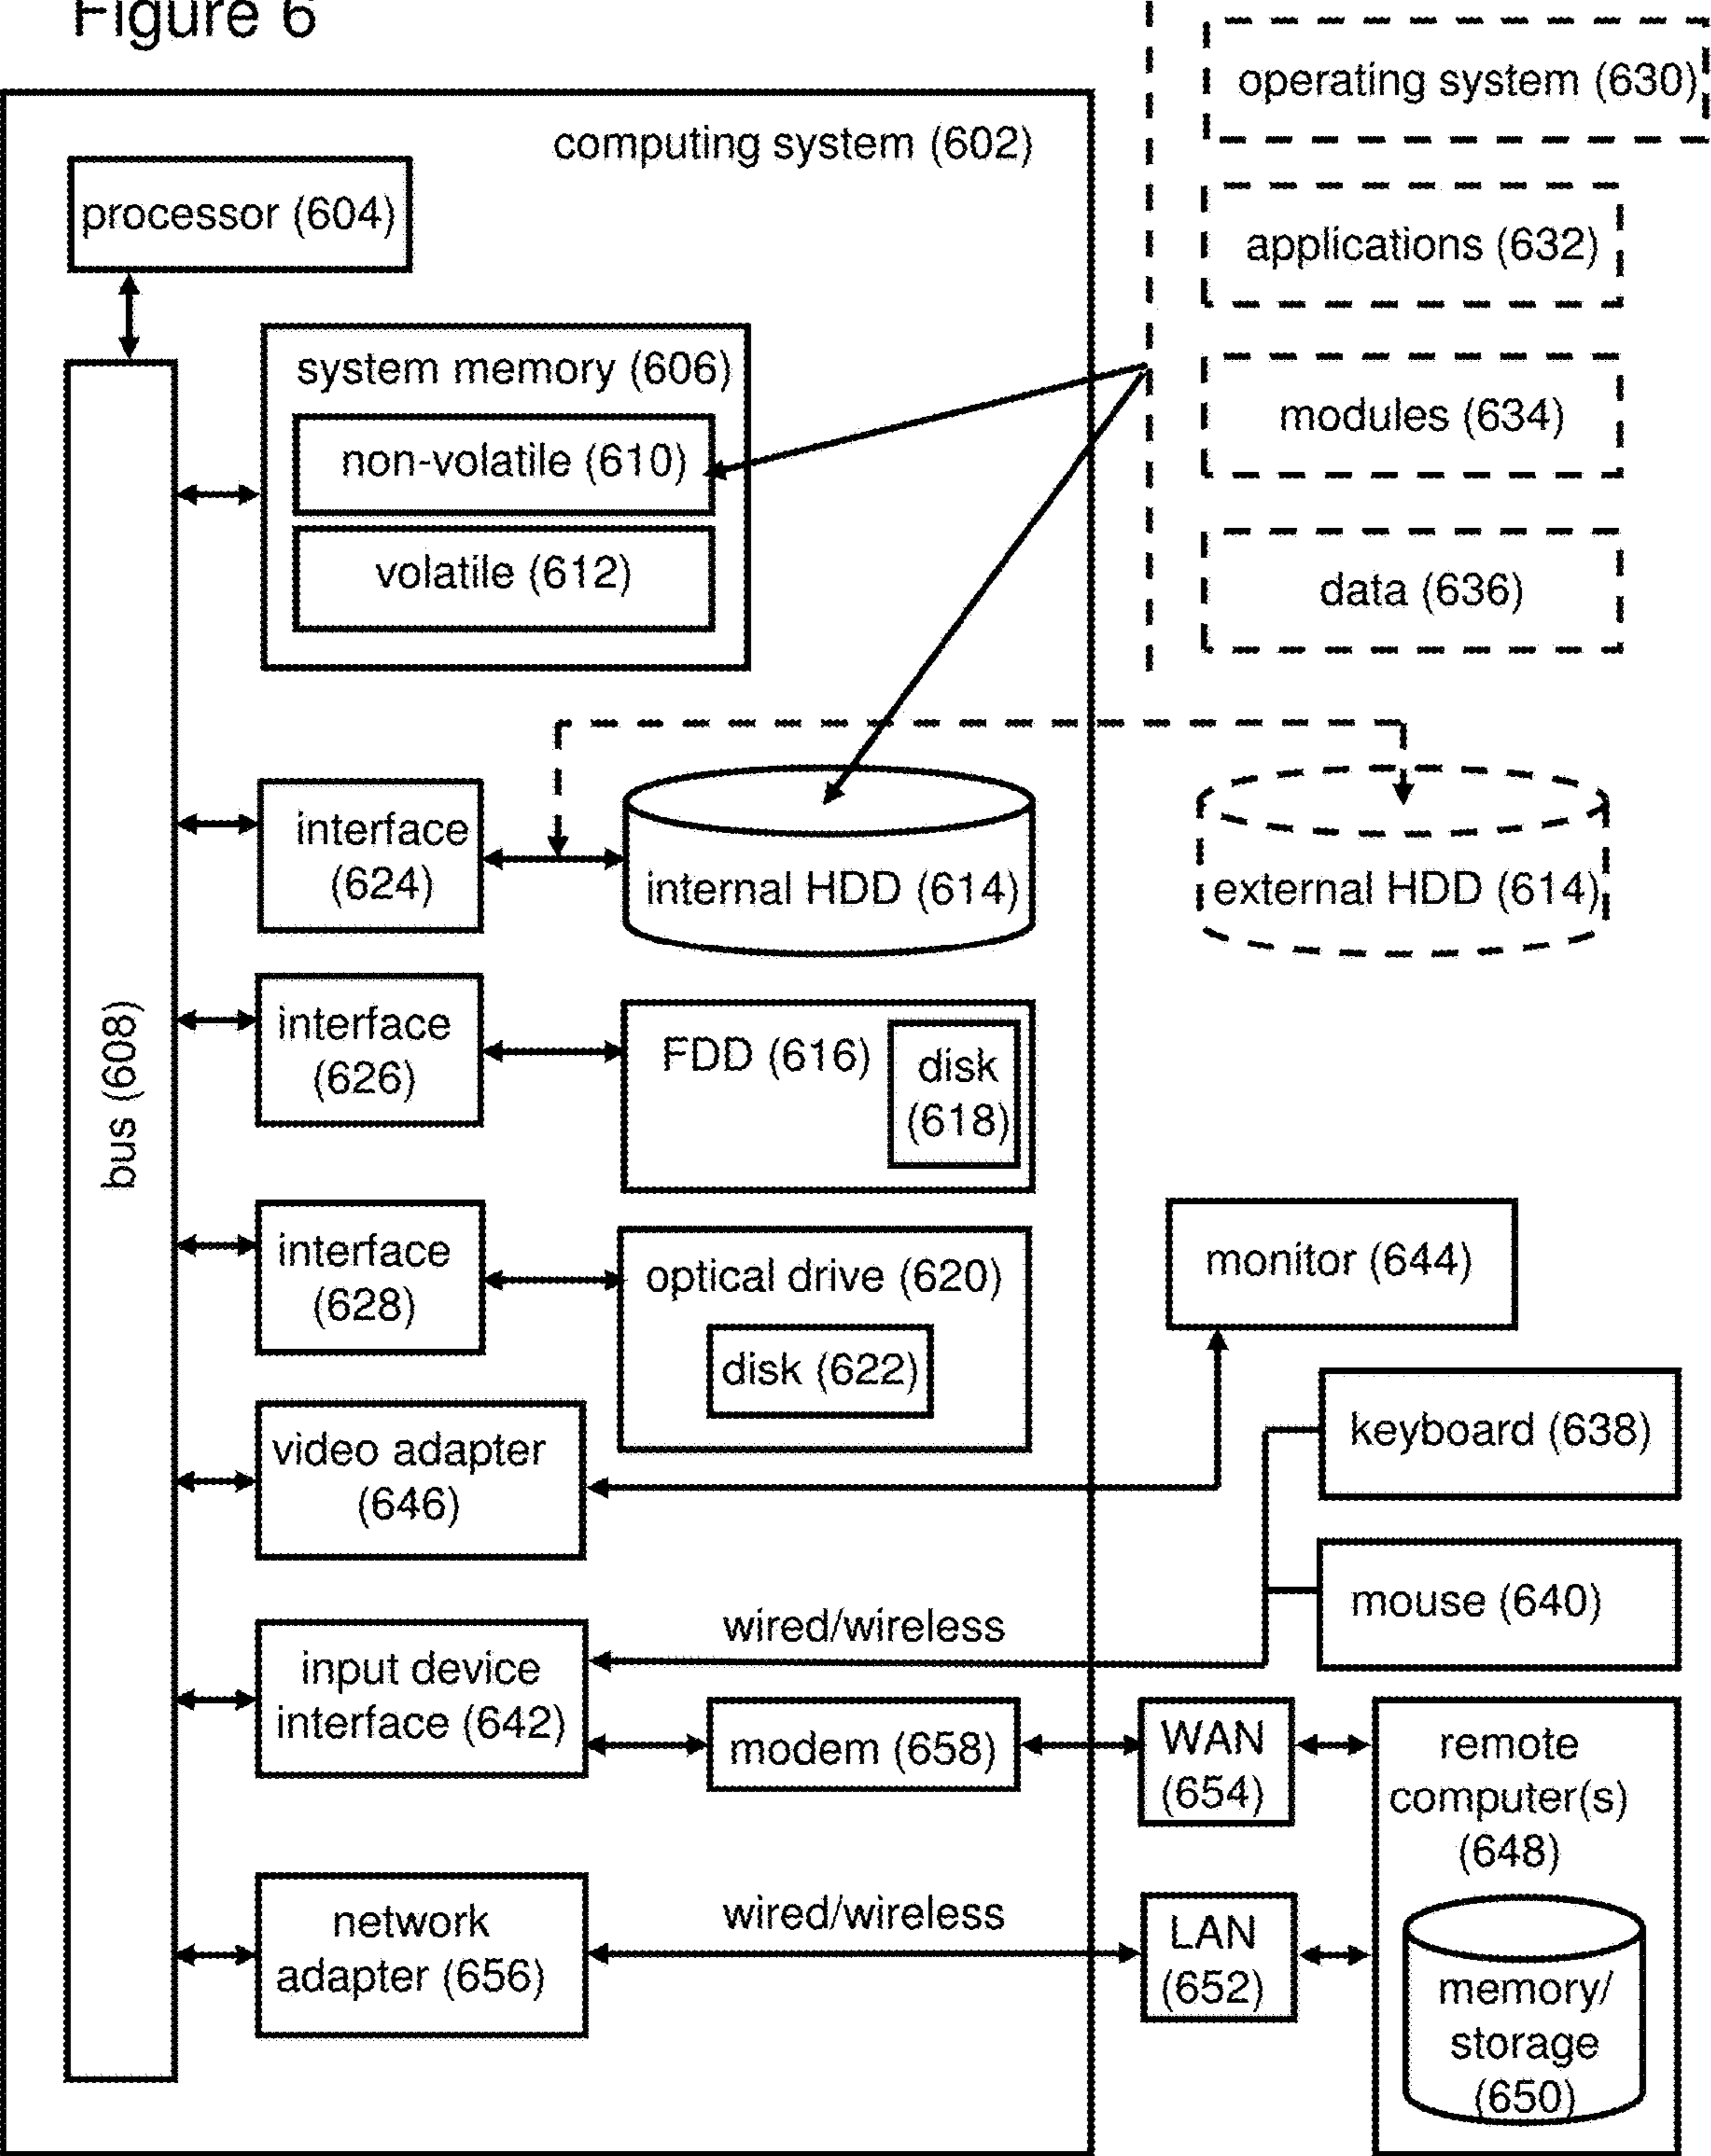 Figure 6
operating system (630)
computing system (602)
processor (604)
applications (632)
system memory (606)
non-volatile (610)
volatile (612)
modules (634)
data (636)
interface
(624)
internal HDD (614)
external HDD (614)
bus (608)
interface
(626)
FDD (616)
disk
(618)
interface
(628)
optical drive (620)
disk (622)
monitor (644)
video adapter
(646)
keyboard (638)
mouse (640)
wired/wireless
input device
interface (642)
modem (658)
WAN
(654)
remote
computer(s)
(648)
network
adapter (656)
wired/wireless
LAN
(652)
memory/
storage
(650)